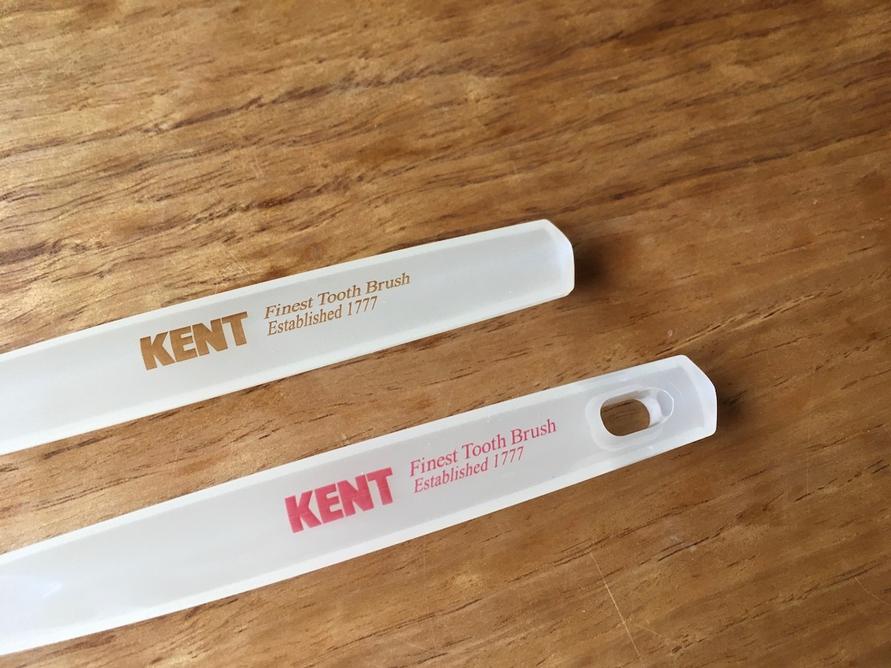 KENT
Finest Tooth Brush
Established 1777
KENT
Finest Tooth Brush
Established 1777